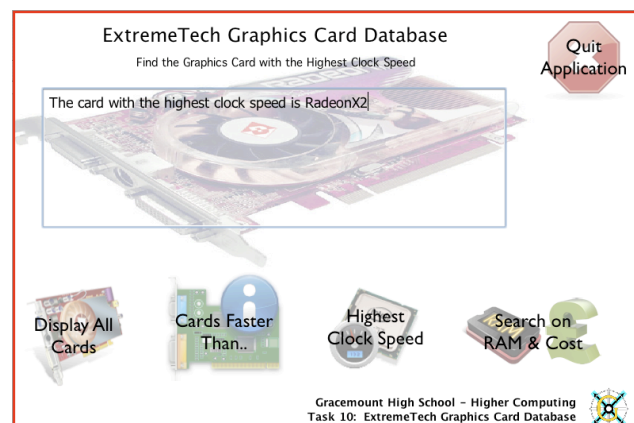 ExtremeTech Graphics Card Database
Find the Graphics Card with the Highest Clock Speed
Quit
Application
The card with the highest clock speed is RadeonX2
Display All
Cards
Cards Faster
Than..
Highest
Clock Speed
Search on
RAM & Cost
Gracemount High School - Higher Computing
Task 10: ExtremeTech Graphics Card Database